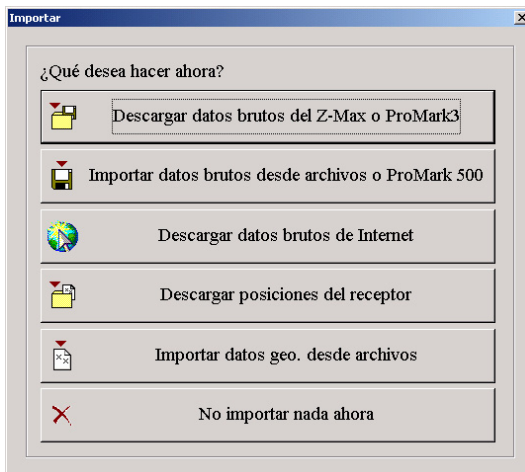 Importar
¿Qué desea hacer ahora?
Descargar datos brutos del Z-Max o ProMark3
Importar datos brutos desde archivos o ProMark 500
Descargar datos brutos de Internet
Descargar posiciones del receptor
Importar datos geo. desde archivos
No importar nada ahora